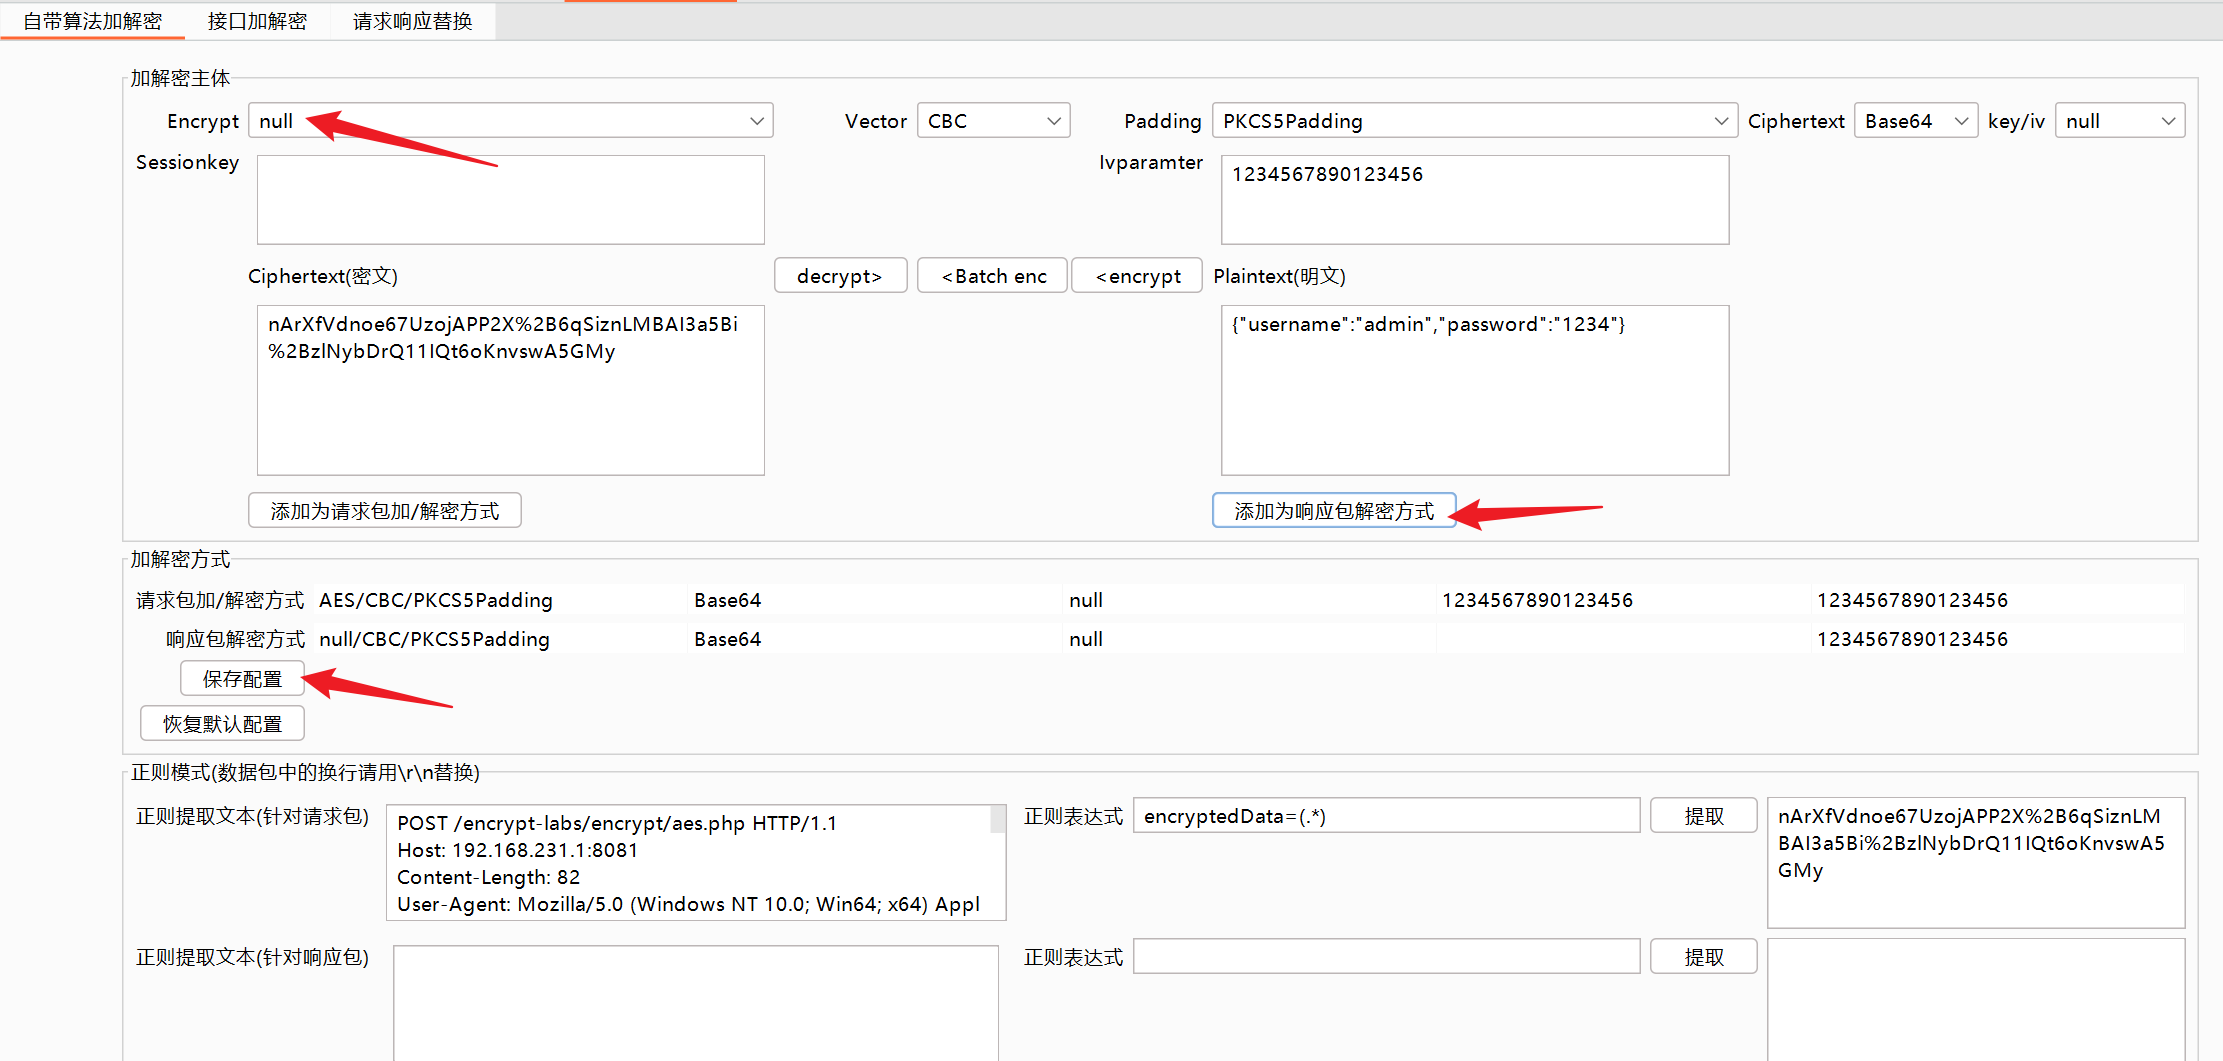 自带算法加解密 接口加解密 请求响应替换
加解密主体
Encrypt null Vector CBC Padding PKCS5Padding Ciphertext Base64 key/iv null
Sessionkey Ivparamter 1234567890123456
Ciphertext(密文) decrypt> <Batch enc <encrypt Plaintext(明文)
nArXfVdnoe67UzojAPP2X%2B6qSiznLMBAI3a5Bi
%2BzlNybDrQ11IQt6oKnvswA5GMy
{"username":"admin","password":"1234"}
添加为请求包加/解密方式 添加为响应包解密方式
加解密方式
请求包加/解密方式 AES/CBC/PKCS5Padding Base64 null 1234567890123456 1234567890123456
响应包解密方式 null/CBC/PKCS5Padding Base64 null 1234567890123456
保存配置
恢复默认配置
正则模式(数据包中的换行请用\r\n替换)
正则提取文本(针对请求包)
POST /encrypt-labs/encrypt/aes.php HTTP/1.1
Host: 192.168.231.1:8081
Content-Length: 82
User-Agent: Mozilla/5.0 (Windows NT 10.0; Win64; x64) Appl
正则表达式 encryptedData=(.*) 提取
nArXfVdnoe67UzojAPP2X%2B6qSiznLM
BAI3a5Bi%2BzlNybDrQ11IQt6oKnvswA5
GMy
正则提取文本(针对响应包) 正则表达式 提取